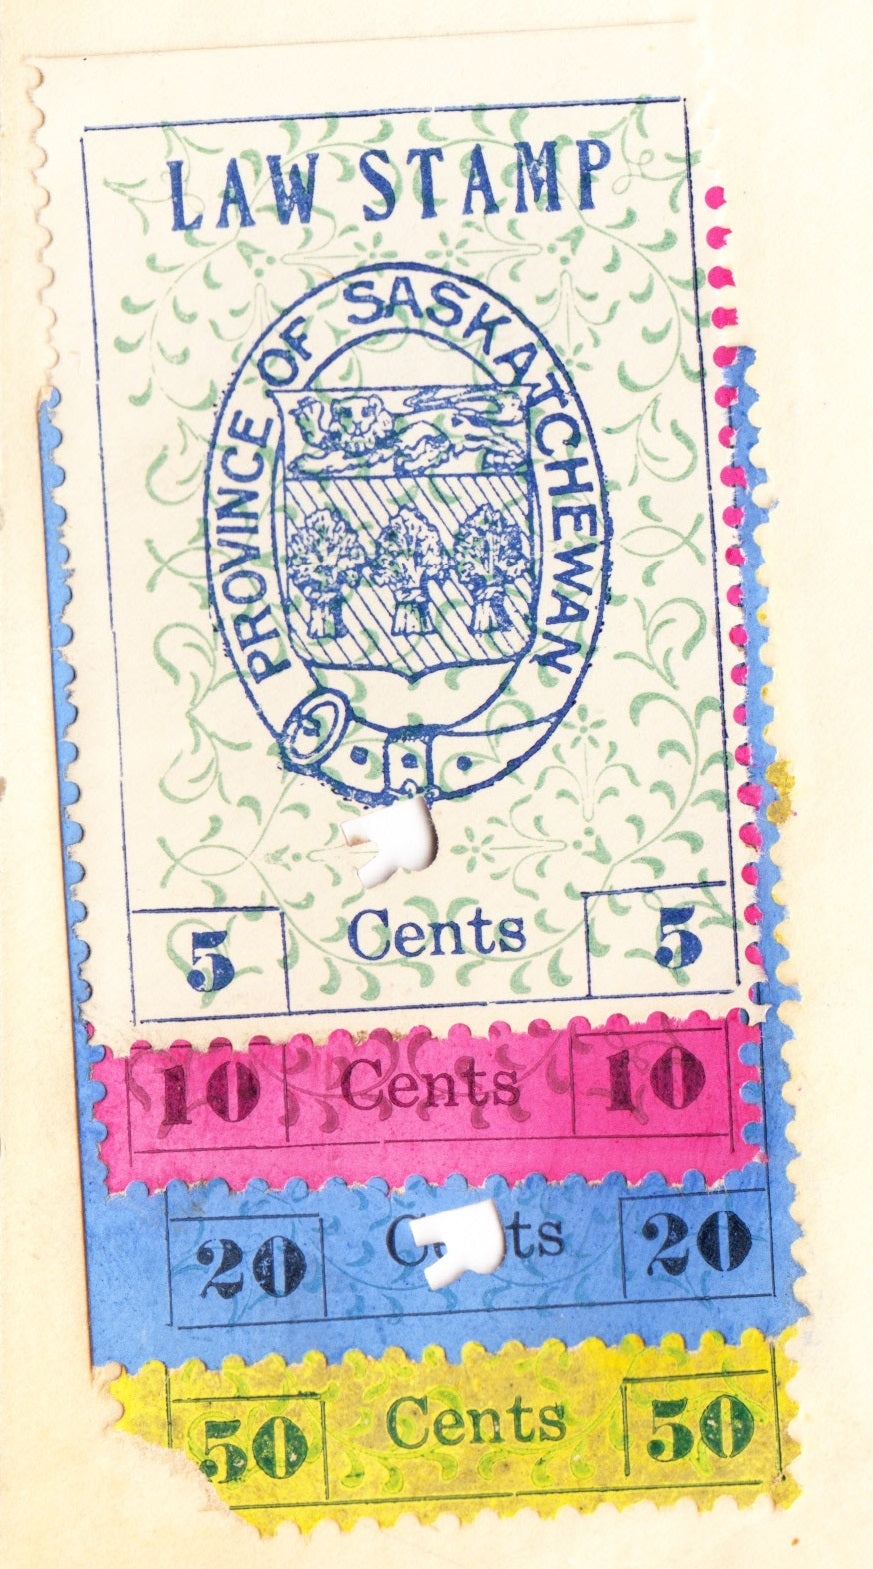 LAW STAMP
PROVINCE OF SASKATCHEWAN
5 Cents 5
10 Cents 10
20 20
50 Cents 50